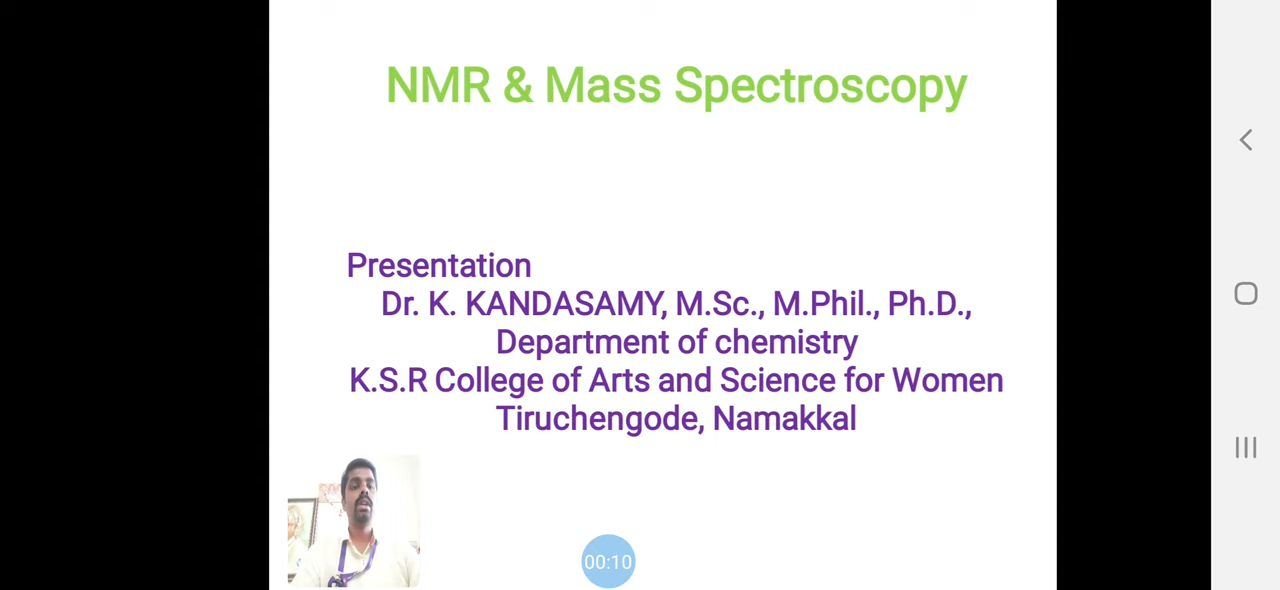 NMR & Mass Spectroscopy
Presentation
Dr. K. KANDASAMY, M.Sc., M.Phil., Ph.D.,
Department of chemistry
K.S.R College of Arts and Science for Women
Tiruchengode, Namakkal
00:10